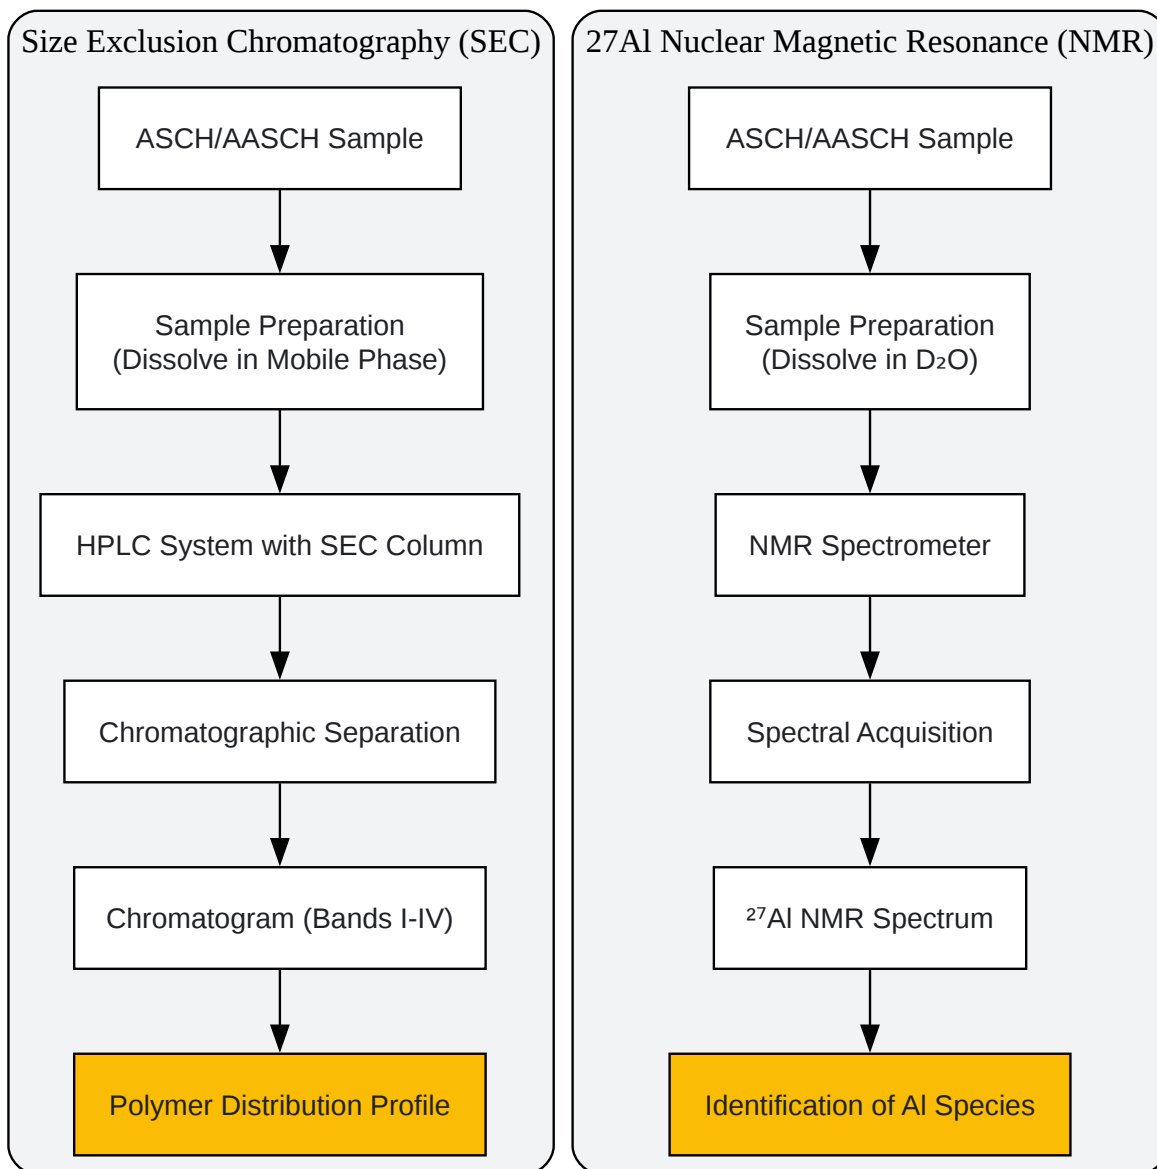 Size Exclusion Chromatography (SEC)
ASCH/AASCH Sample
Sample Preparation
(Dissolve in Mobile Phase)
HPLC System with SEC Column
Chromatographic Separation
Chromatogram (Bands I-IV)
Polymer Distribution Profile
27Al Nuclear Magnetic Resonance (NMR)
ASCH/AASCH Sample
Sample Preparation
(Dissolve in D₂O)
NMR Spectrometer
Spectral Acquisition
²⁷Al NMR Spectrum
Identification of Al Species